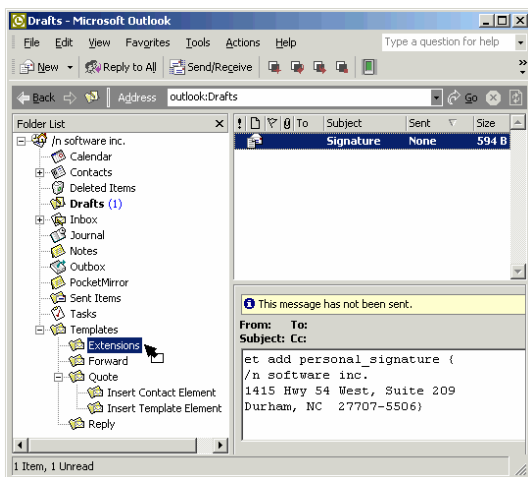 Drafts - Microsoft Outlook
File Edit View Favorites Tools Actions Help Type a question for help
New Reply to All Send/Receive
Back Address outlook:Drafts Go
Folder List
! To Subject Sent Size
/n software inc.
Signature None 594 B
Calendar
Contacts
Deleted Items
Drafts (1)
Inbox
Journal
Notes
Outbox
PocketMirror
Sent Items
Tasks
Templates
Extensions
Forward
Quote
Insert Contact Element
Insert Template Element
Reply
This message has not been sent.
From: To:
Subject: Cc:
et add personal_signature {
/n software inc.
1415 Hwy 54 West, Suite 209
Durham, NC 27707-5506}
1 Item, 1 Unread